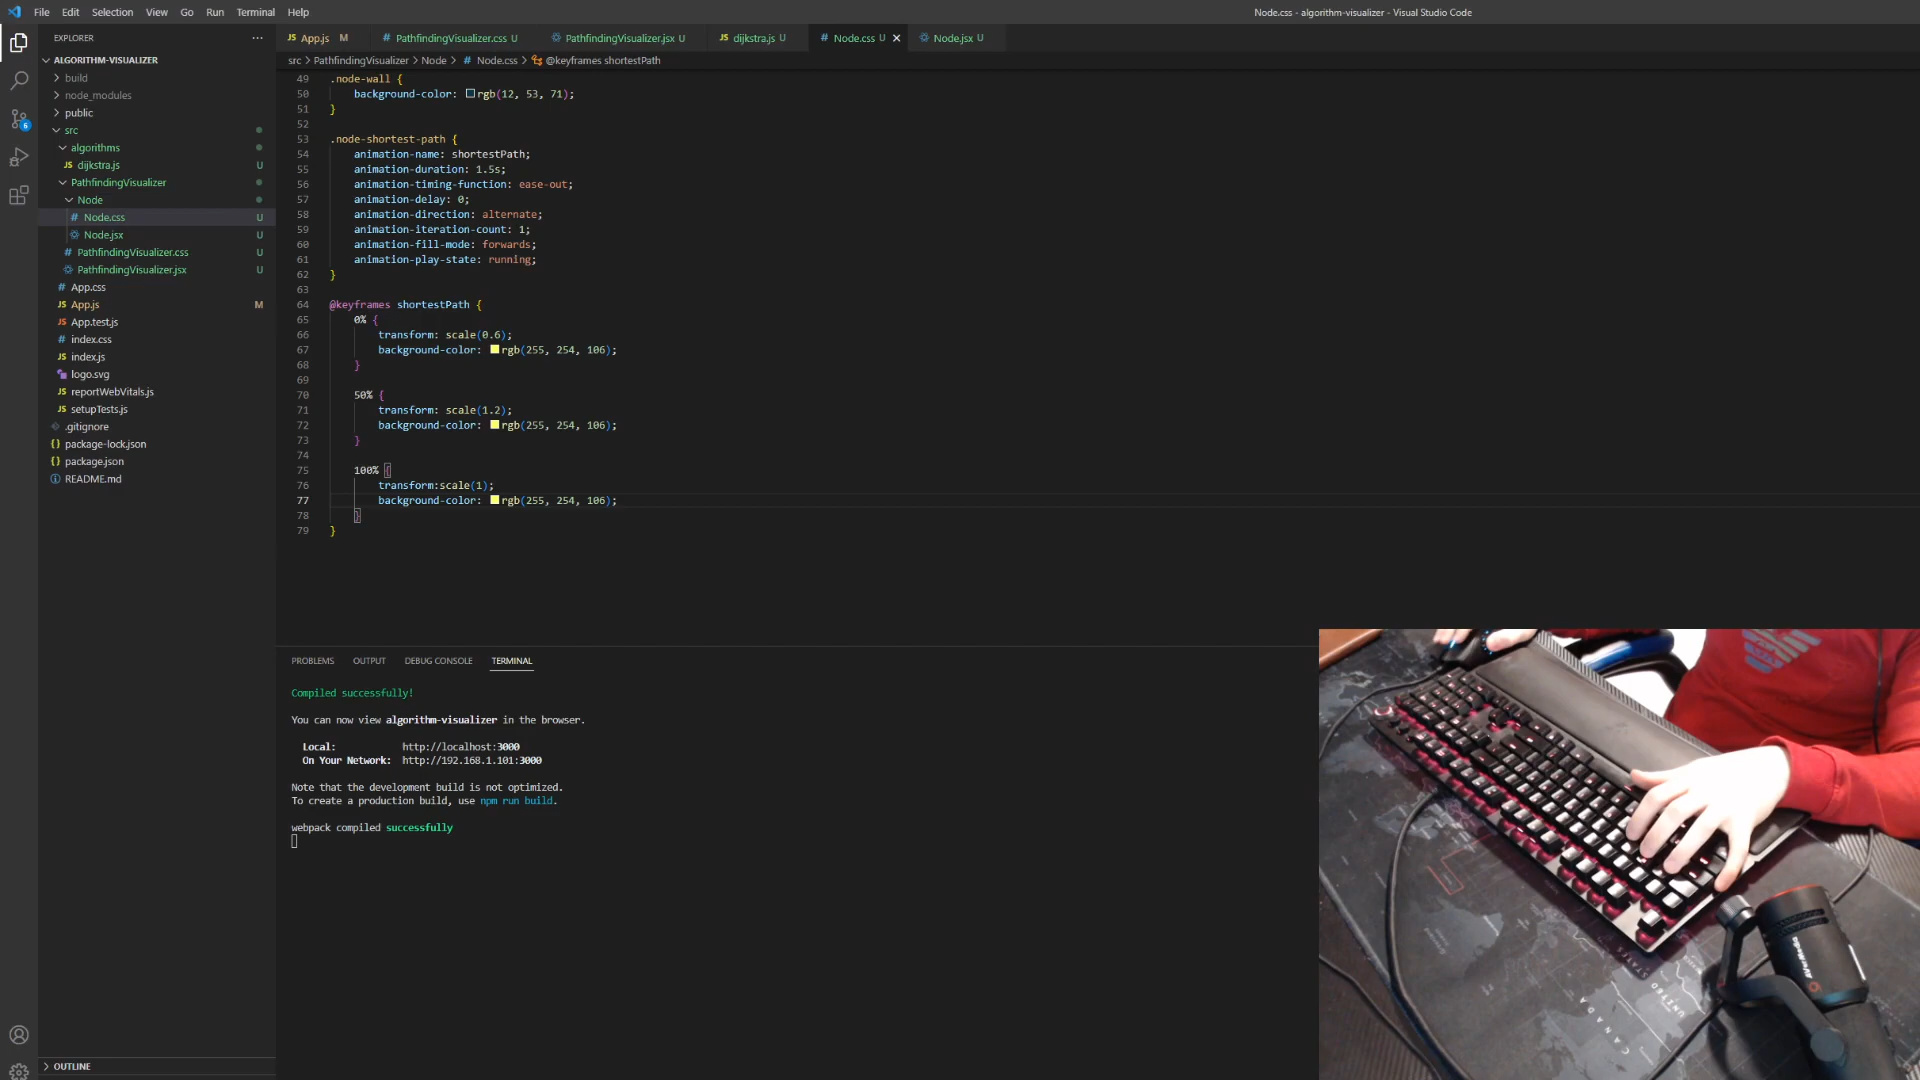 File Edit Selection View Go Run Terminal Help
Node.css - algorithm-visualizer - Visual Studio Code
EXPLORER
ALGORITHM-VISUALIZER
build
node_modules
public
src
algorithms
JS dijkstra.js U
PathfindingVisualizer
Node
# Node.css U
Node.jsx U
# PathfindingVisualizer.css U
PathfindingVisualizer.jsx U
# App.css
JS App.js M
JS App.test.js
# index.css
JS index.js
logo.svg
JS reportWebVitals.js
JS setupTests.js
.gitignore
{} package-lock.json
{} package.json
README.md
OUTLINE
6
JS App.js M # PathfindingVisualizer.css U PathfindingVisualizer.jsx U JS dijkstra.js U # Node.css U Node.jsx U
src > PathfindingVisualizer > Node > # Node.css > @keyframes shortestPath
49 .node-wall {
50 background-color: rgb(12, 53, 71);
51 }
52
53 .node-shortest-path {
54 animation-name: shortestPath;
55 animation-duration: 1.5s;
56 animation-timing-function: ease-out;
57 animation-delay: 0;
58 animation-direction: alternate;
59 animation-iteration-count: 1;
60 animation-fill-mode: forwards;
61 animation-play-state: running;
62 }
63
64 @keyframes shortestPath {
65 0% {
66 transform: scale(0.6);
67 background-color: rgb(255, 254, 106);
68 }
69
70 50% {
71 transform: scale(1.2);
72 background-color: rgb(255, 254, 106);
73 }
74
75 100% {
76 transform:scale(1);
77 background-color: rgb(255, 254, 106);
78 }
79 }
PROBLEMS OUTPUT DEBUG CONSOLE TERMINAL
Compiled successfully!
You can now view algorithm-visualizer in the browser.
Local: http://localhost:3000
On Your Network: http://192.168.1.101:3000
Note that the development build is not optimized.
To create a production build, use npm run build.
webpack compiled successfully
AVerMedia
CANADA